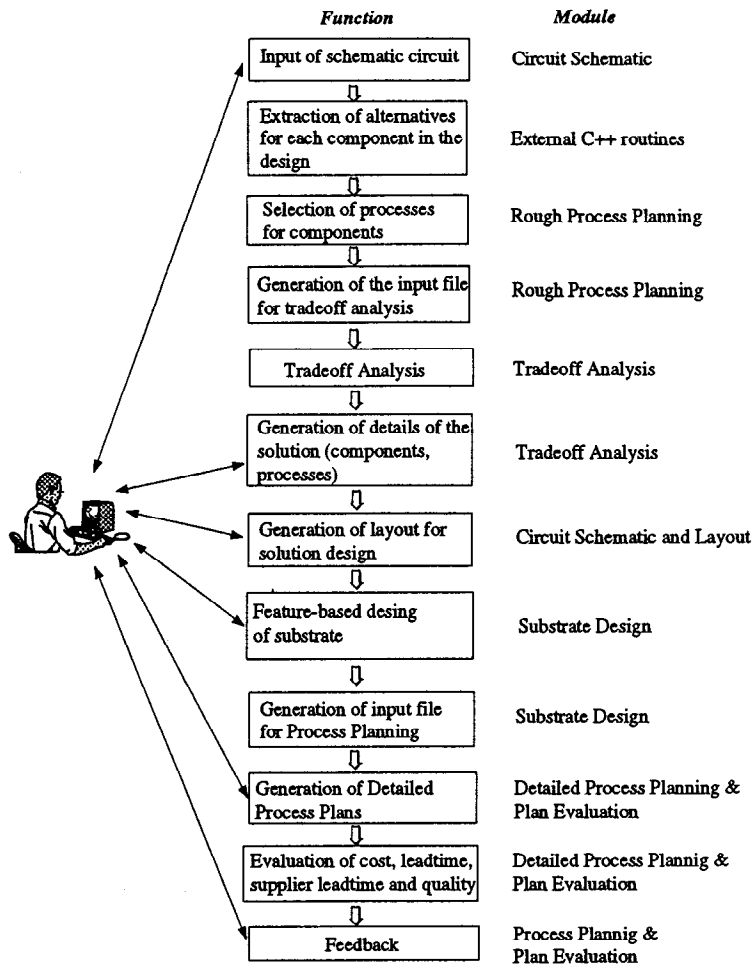 Function Module
Input of schematic circuit Circuit Schematic
Extraction of alternatives
for each component in the
design
External C++ routines
Selection of processes
for components
Rough Process Planning
Generation of the input file
for tradeoff analysis
Rough Process Planning
Tradeoff Analysis Tradeoff Analysis
Generation of details of the
solution (components,
processes)
Tradeoff Analysis
Generation of layout for
solution design
Circuit Schematic and Layout
Feature-based desing
of substrate
Substrate Design
Generation of input file
for Process Planning
Substrate Design
Generation of Detailed
Process Plans
Detailed Process Planning &
Plan Evaluation
Evaluation of cost, leadtime,
supplier leadtime and quality
Detailed Process Plannig &
Plan Evaluation
Feedback
Process Plannig &
Plan Evaluation